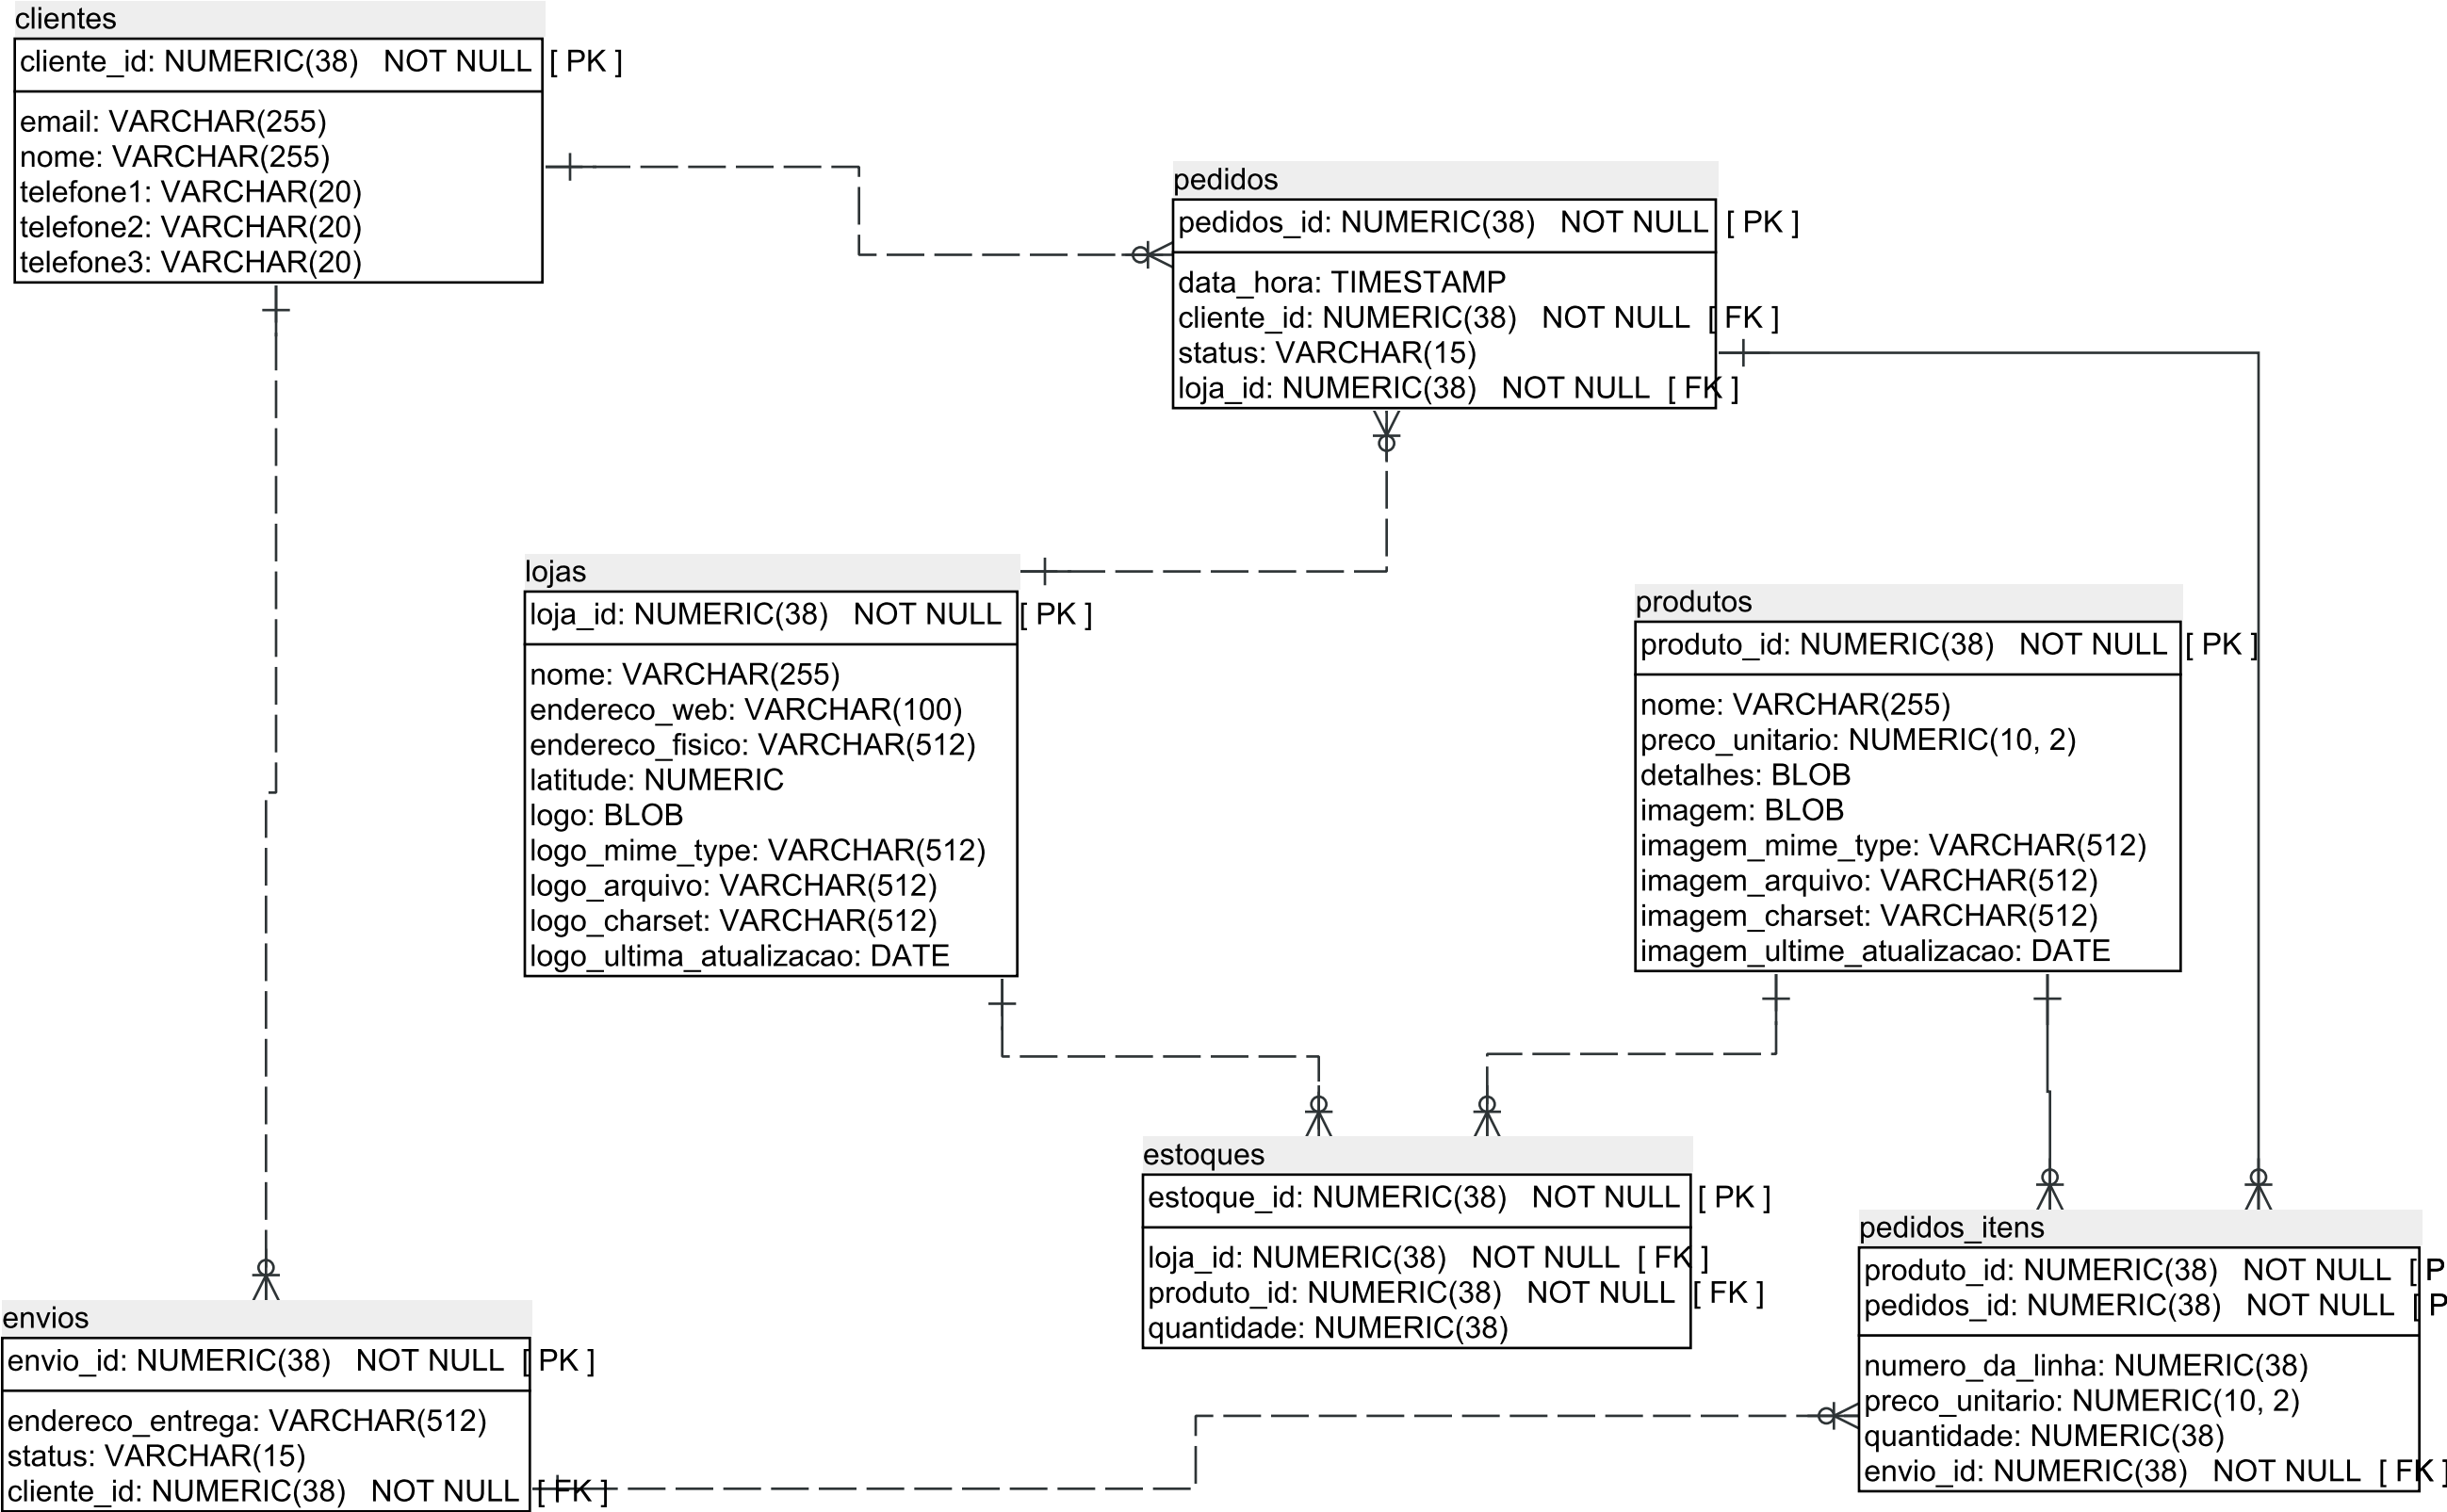 clientes
cliente_id: NUMERIC(38) NOT NULL [ PK ]
email: VARCHAR(255)
nome: VARCHAR(255)
telefone1: VARCHAR(20)
telefone2: VARCHAR(20)
telefone3: VARCHAR(20)
pedidos
pedidos_id: NUMERIC(38) NOT NULL [ PK ]
data_hora: TIMESTAMP
cliente_id: NUMERIC(38) NOT NULL [ FK ]
status: VARCHAR(15)
loja_id: NUMERIC(38) NOT NULL [ FK ]
lojas
loja_id: NUMERIC(38) NOT NULL [ PK ]
nome: VARCHAR(255)
endereco_web: VARCHAR(100)
endereco_fisico: VARCHAR(512)
latitude: NUMERIC
logo: BLOB
logo_mime_type: VARCHAR(512)
logo_arquivo: VARCHAR(512)
logo_charset: VARCHAR(512)
logo_ultima_atualizacao: DATE
produtos
produto_id: NUMERIC(38) NOT NULL [ PK ]
nome: VARCHAR(255)
preco_unitario: NUMERIC(10, 2)
detalhes: BLOB
imagem: BLOB
imagem_mime_type: VARCHAR(512)
imagem_arquivo: VARCHAR(512)
imagem_charset: VARCHAR(512)
imagem_ultime_atualizacao: DATE
estoques
estoque_id: NUMERIC(38) NOT NULL [ PK ]
loja_id: NUMERIC(38) NOT NULL [ FK ]
produto_id: NUMERIC(38) NOT NULL [ FK ]
quantidade: NUMERIC(38)
pedidos_itens
produto_id: NUMERIC(38) NOT NULL [ P
pedidos_id: NUMERIC(38) NOT NULL [ P
numero_da_linha: NUMERIC(38)
preco_unitario: NUMERIC(10, 2)
quantidade: NUMERIC(38)
envio_id: NUMERIC(38) NOT NULL [ FK ]
envios
envio_id: NUMERIC(38) NOT NULL [ PK ]
endereco_entrega: VARCHAR(512)
status: VARCHAR(15)
cliente_id: NUMERIC(38) NOT NULL [ FK ]